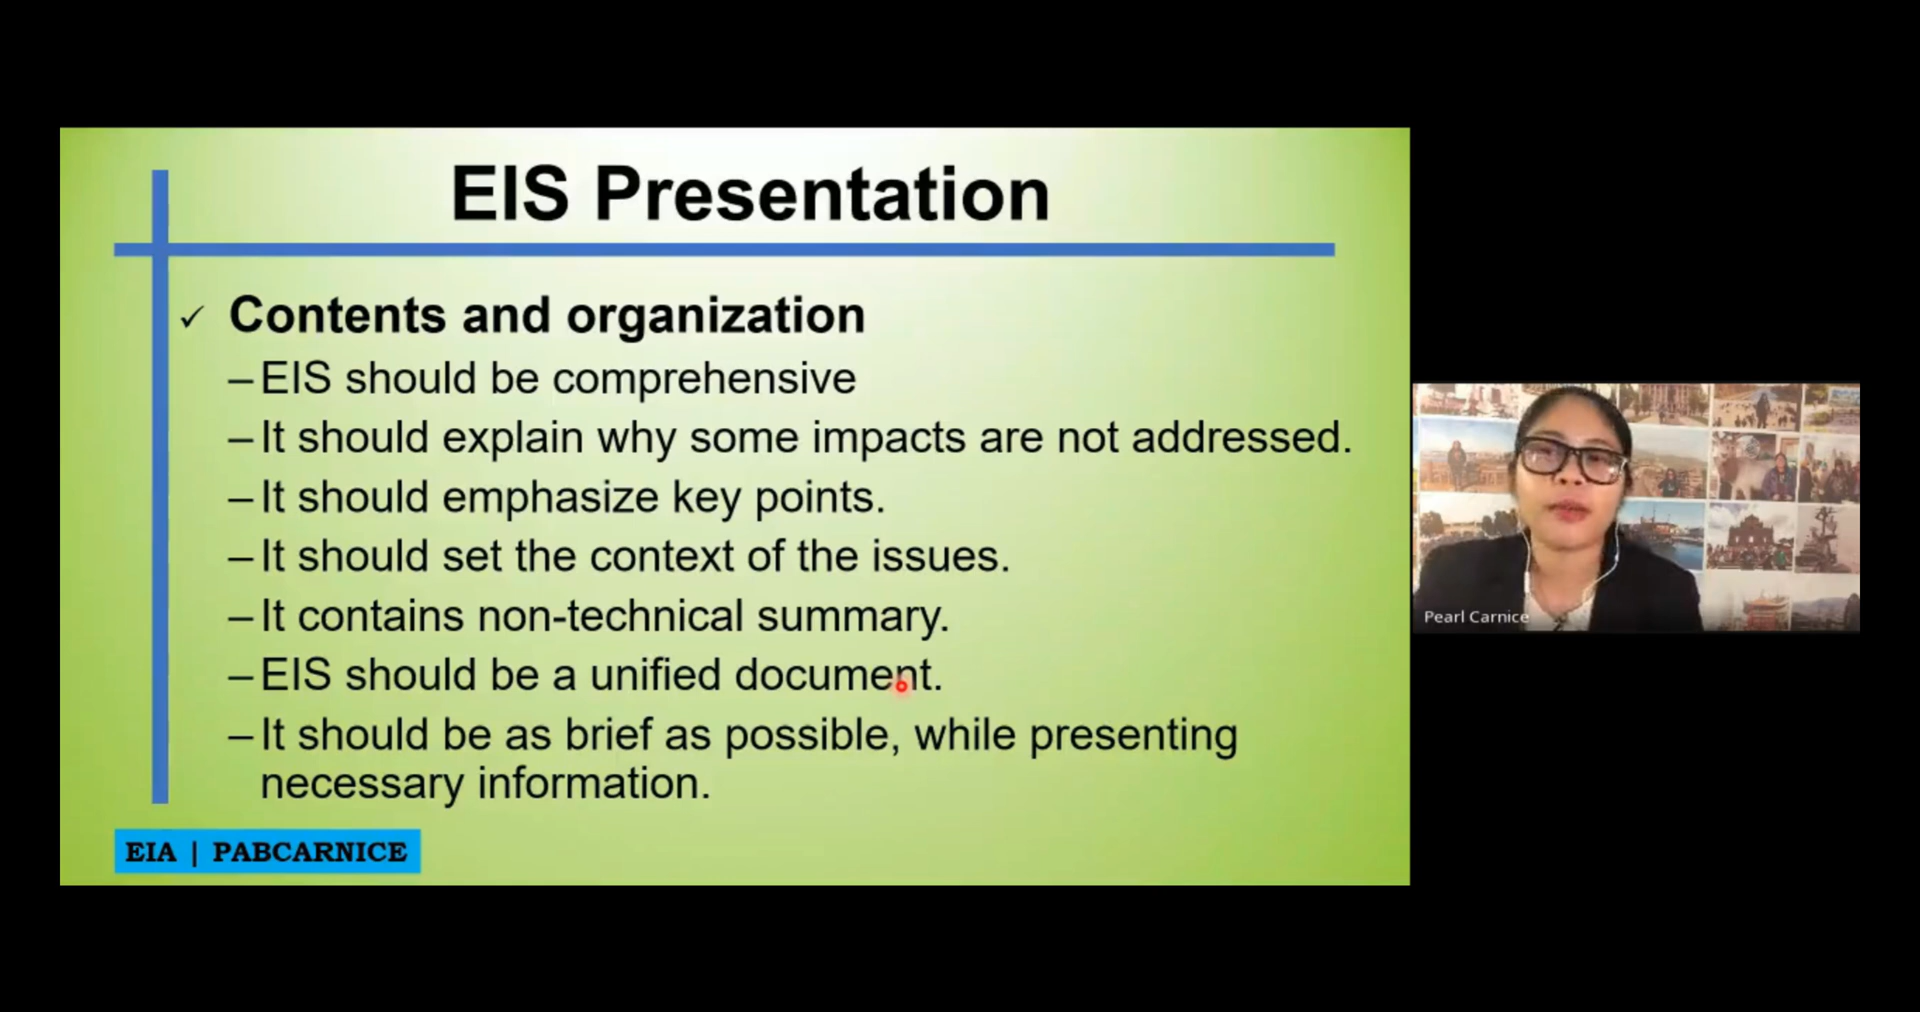 EIS Presentation
✓ Contents and organization
– EIS should be comprehensive
– It should explain why some impacts are not addressed.
– It should emphasize key points.
– It should set the context of the issues.
– It contains non-technical summary.
– EIS should be a unified document.
– It should be as brief as possible, while presenting
necessary information.
EIA | PABCARNICE
Pearl Carnice